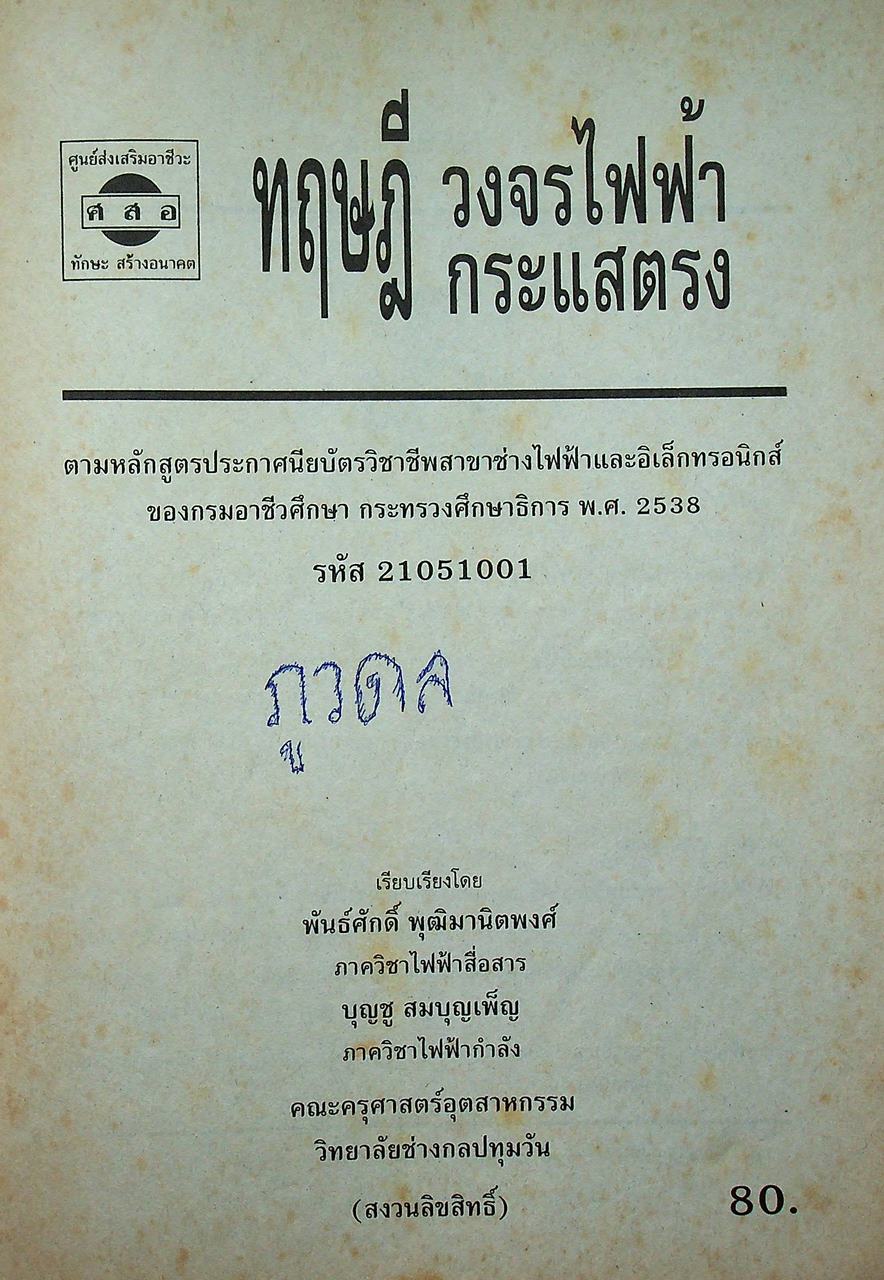 ศูนย์ส่งเสริมอาชีวะ
ศ ส อ
ทักษะ สร้างอนาคต
ทฤษฎี วงจรไฟฟ้า
กระแสตรง
ตามหลักสูตรประกาศนียบัตรวิชาชีพสาขาช่างไฟฟ้าและอิเล็กทรอนิกส์
ของกรมอาชีวศึกษา กระทรวงศึกษาธิการ พ.ศ. 2538
รหัส 21051001
ภูวดล
เรียบเรียงโดย
พันธ์ศักดิ์ พุฒิมานิตพงศ์
ภาควิชาไฟฟ้าสื่อสาร
บุญชู สมบุญเพ็ญ
ภาควิชาไฟฟ้ากำลัง
คณะครุศาสตร์อุตสาหกรรม
วิทยาลัยช่างกลปทุมวัน
(สงวนลิขสิทธิ์)
80.